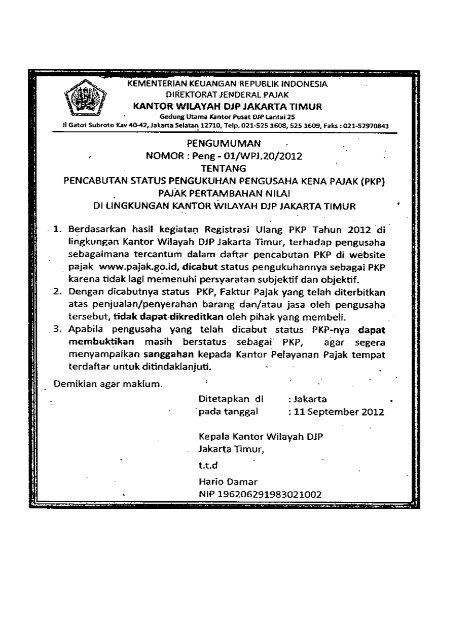 KEMENTERIAN KEUANGAN REPUBLIK INDONESIA
DIREKTORAT JENDERAL PAJAK
KANTOR WILAYAH DJP JAKARTA TIMUR
Gedung Utama Kantor Pusat DJP Lantai 25
Jl Gatot Subroto Kav 40-42, Jakarta Selatan 12710, Telp. 021-525 1608, 525 1609, Faks : 021-52970843
PENGUMUMAN
NOMOR : Peng - 01/WPJ.20/2012
TENTANG
PENCABUTAN STATUS PENGUKUHAN PENGUSAHA KENA PAJAK (PKP)
PAJAK PERTAMBAHAN NILAI
DI LINGKUNGAN KANTOR WILAYAH DJP JAKARTA TIMUR
1. Berdasarkan hasil kegiatan Registrasi Ulang PKP Tahun 2012 di
lingkungan Kantor Wilayah DJP Jakarta Timur, terhadap pengusaha
sebagaimana tercantum dalam daftar pencabutan PKP di website
pajak www.pajak.go.id, dicabut status pengukuhannya sebagai PKP
karena tidak lagi memenuhi persyaratan subjektif dan objektif.
2. Dengan dicabutnya status PKP, Faktur Pajak yang telah diterbitkan
atas penjualan/penyerahan barang dan/atau jasa oleh pengusaha
tersebut, tidak dapat dikreditkan oleh pihak yang membeli.
3. Apabila pengusaha yang telah dicabut status PKP-nya dapat
membuktikan masih berstatus sebagai PKP, agar segera
menyampaikan sanggahan kepada Kantor Pelayanan Pajak tempat
terdaftar untuk ditindaklanjuti.
Demikian agar maklum.
Ditetapkan di : Jakarta
pada tanggal : 11 September 2012
Kepala Kantor Wilayah DJP
Jakarta Timur,
t.t.d
Hario Damar
NIP 196206291983021002